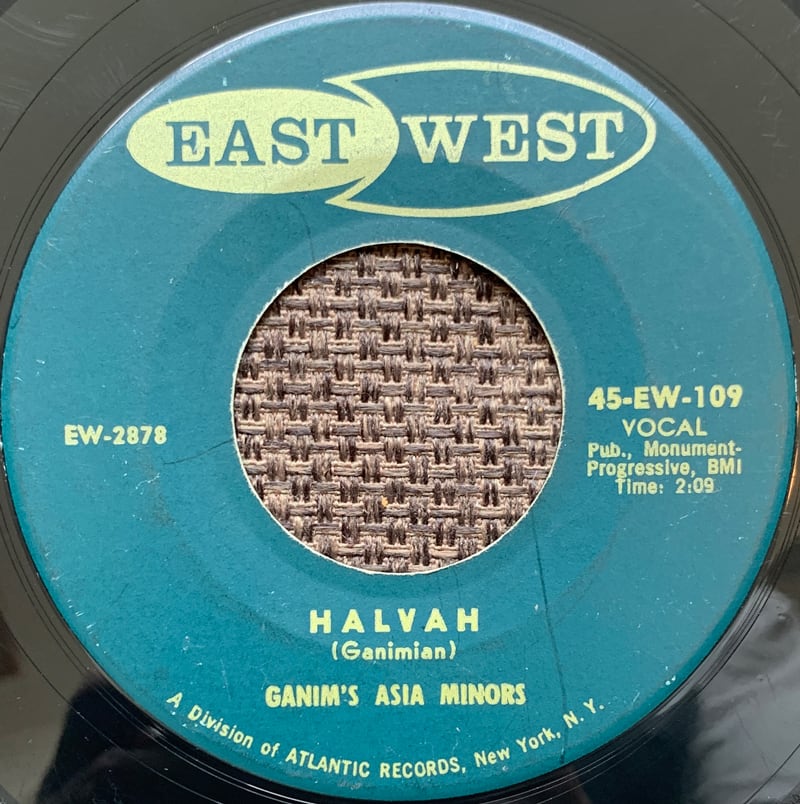 EAST WEST
45-EW-109
EW-2878
VOCAL
Pub., Monument-
Progressive, BMI
Time: 2:09
HALVAH
(Ganimian)
GANIM'S ASIA MINORS
A Division of ATLANTIC RECORDS, New York, N. Y.